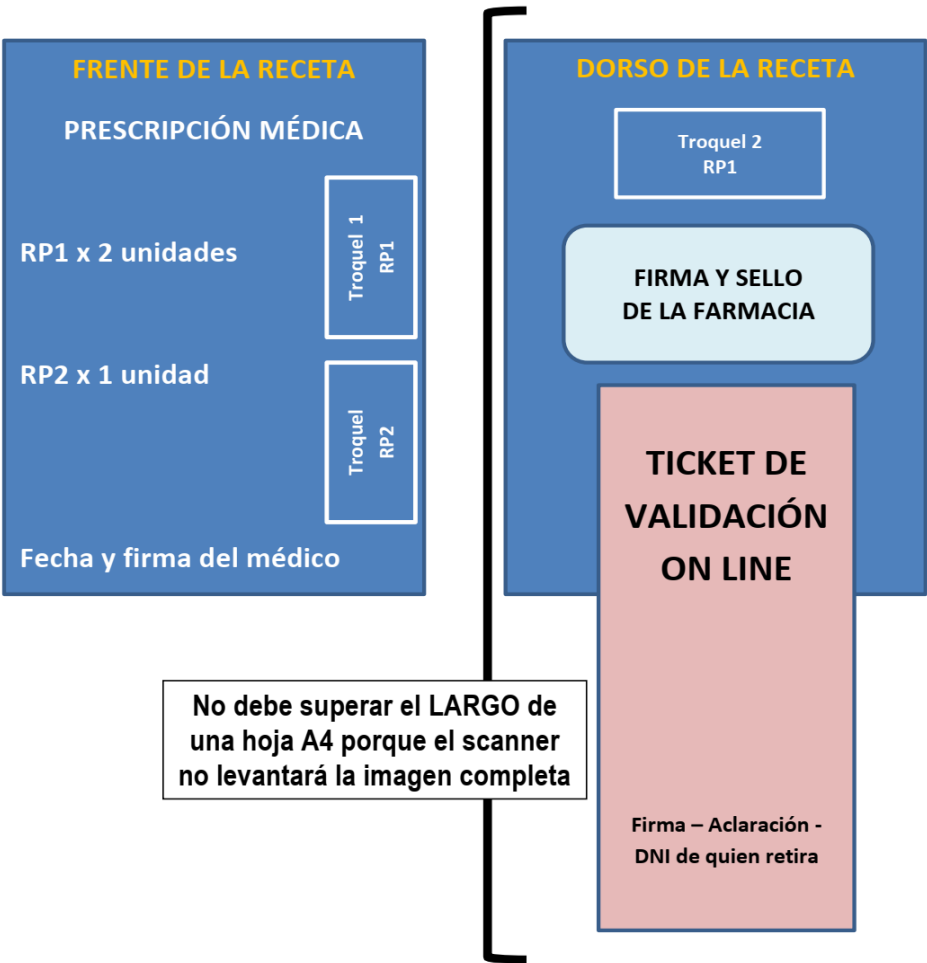 FRENTE DE LA RECETA
PRESCRIPCIÓN MÉDICA
RP1 x 2 unidades
Troquel 1
RP1
RP2 x 1 unidad
Troquel
RP2
Fecha y firma del médico
DORSO DE LA RECETA
Troquel 2
RP1
FIRMA Y SELLO
DE LA FARMACIA
TICKET DE
VALIDACIÓN
ON LINE
Firma – Aclaración -
DNI de quien retira
No debe superar el LARGO de
una hoja A4 porque el scanner
no levantará la imagen completa